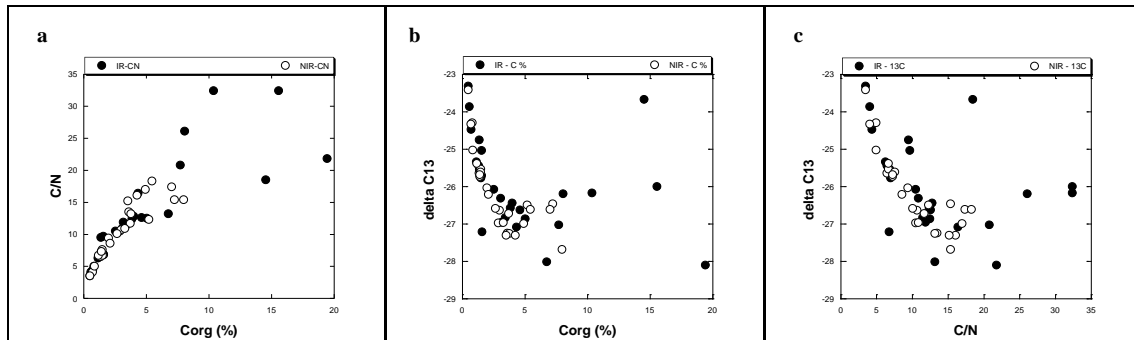 a
IR-CN NIR-CN
35
30
25
20
15
10
5
0
C/N
0 5 10 15 20
Corg (%)
b
IR - C % NIR - C %
-23
-24
-25
-26
-27
-28
-29
delta C13
0 5 10 15 20
Corg (%)
c
IR - 13C NIR - 13C
-23
-24
-25
-26
-27
-28
-29
delta C13
0 5 10 15 20 25 30 35
C/N